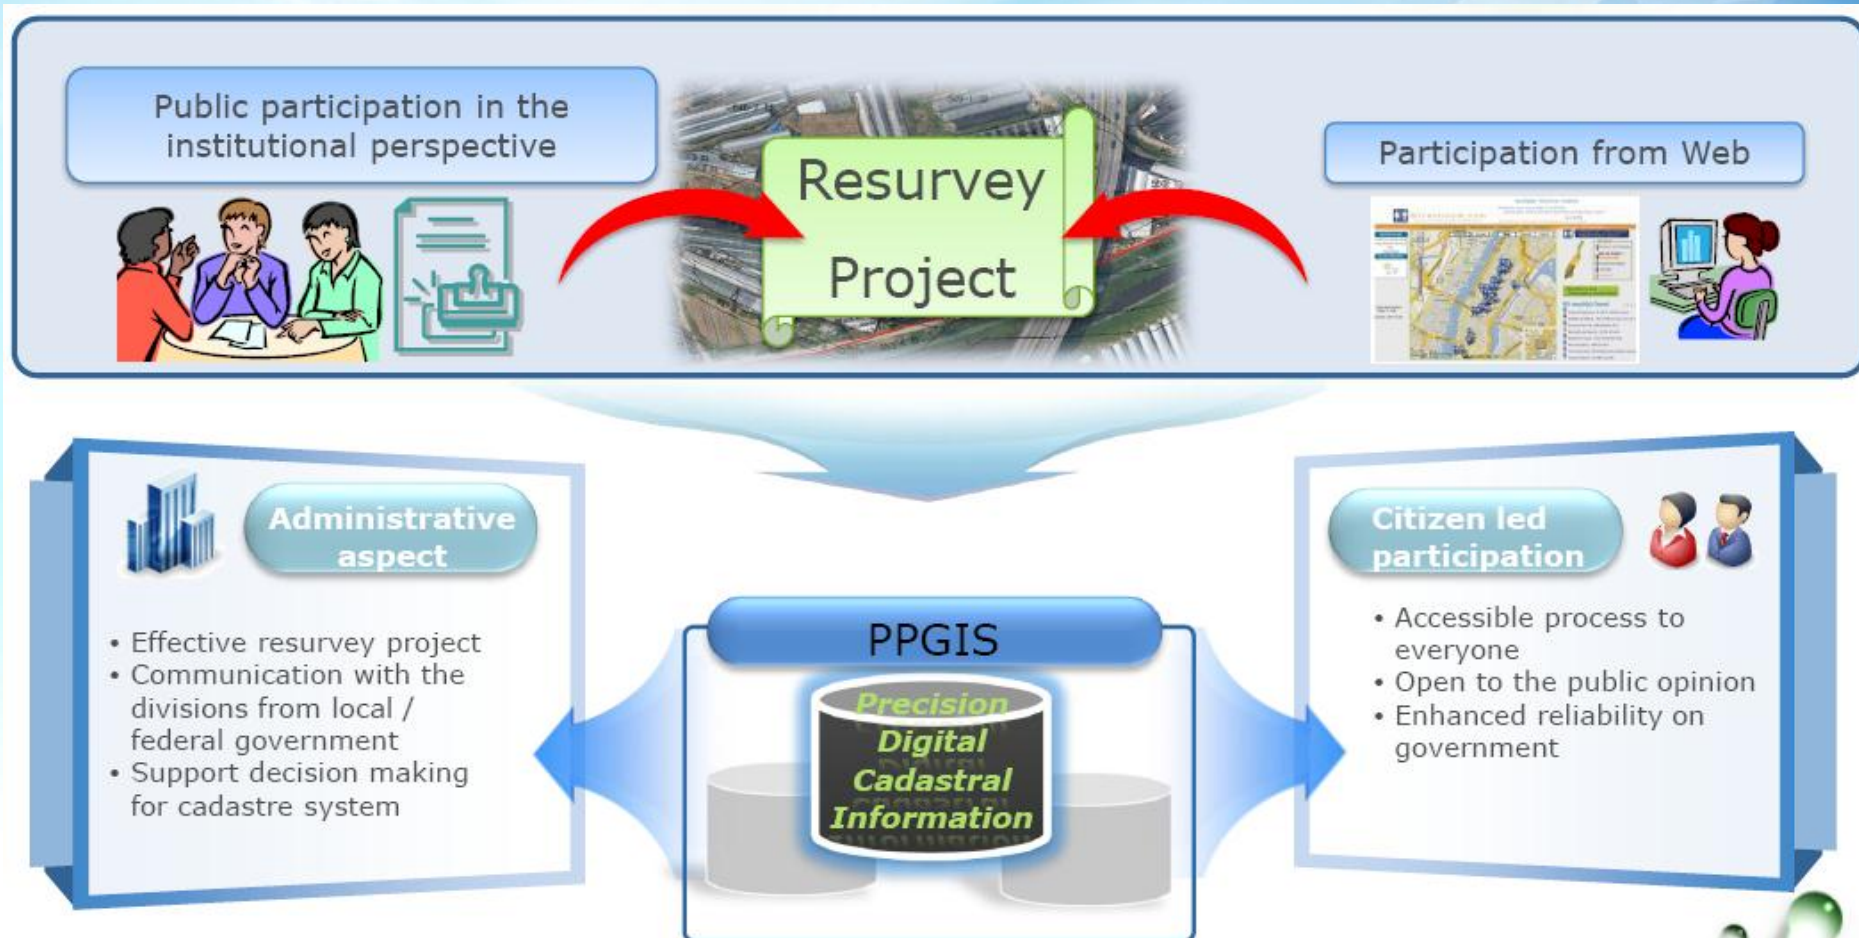 Public participation in the
institutional perspective
Resurvey
Project
Participation from Web
Administrative
aspect
• Effective resurvey project
• Communication with the
divisions from local /
federal government
• Support decision making
for cadastre system
PPGIS
Precision
Digital
Cadastral
Information
Citizen led
participation
• Accessible process to
everyone
• Open to the public opinion
• Enhanced reliability on
government